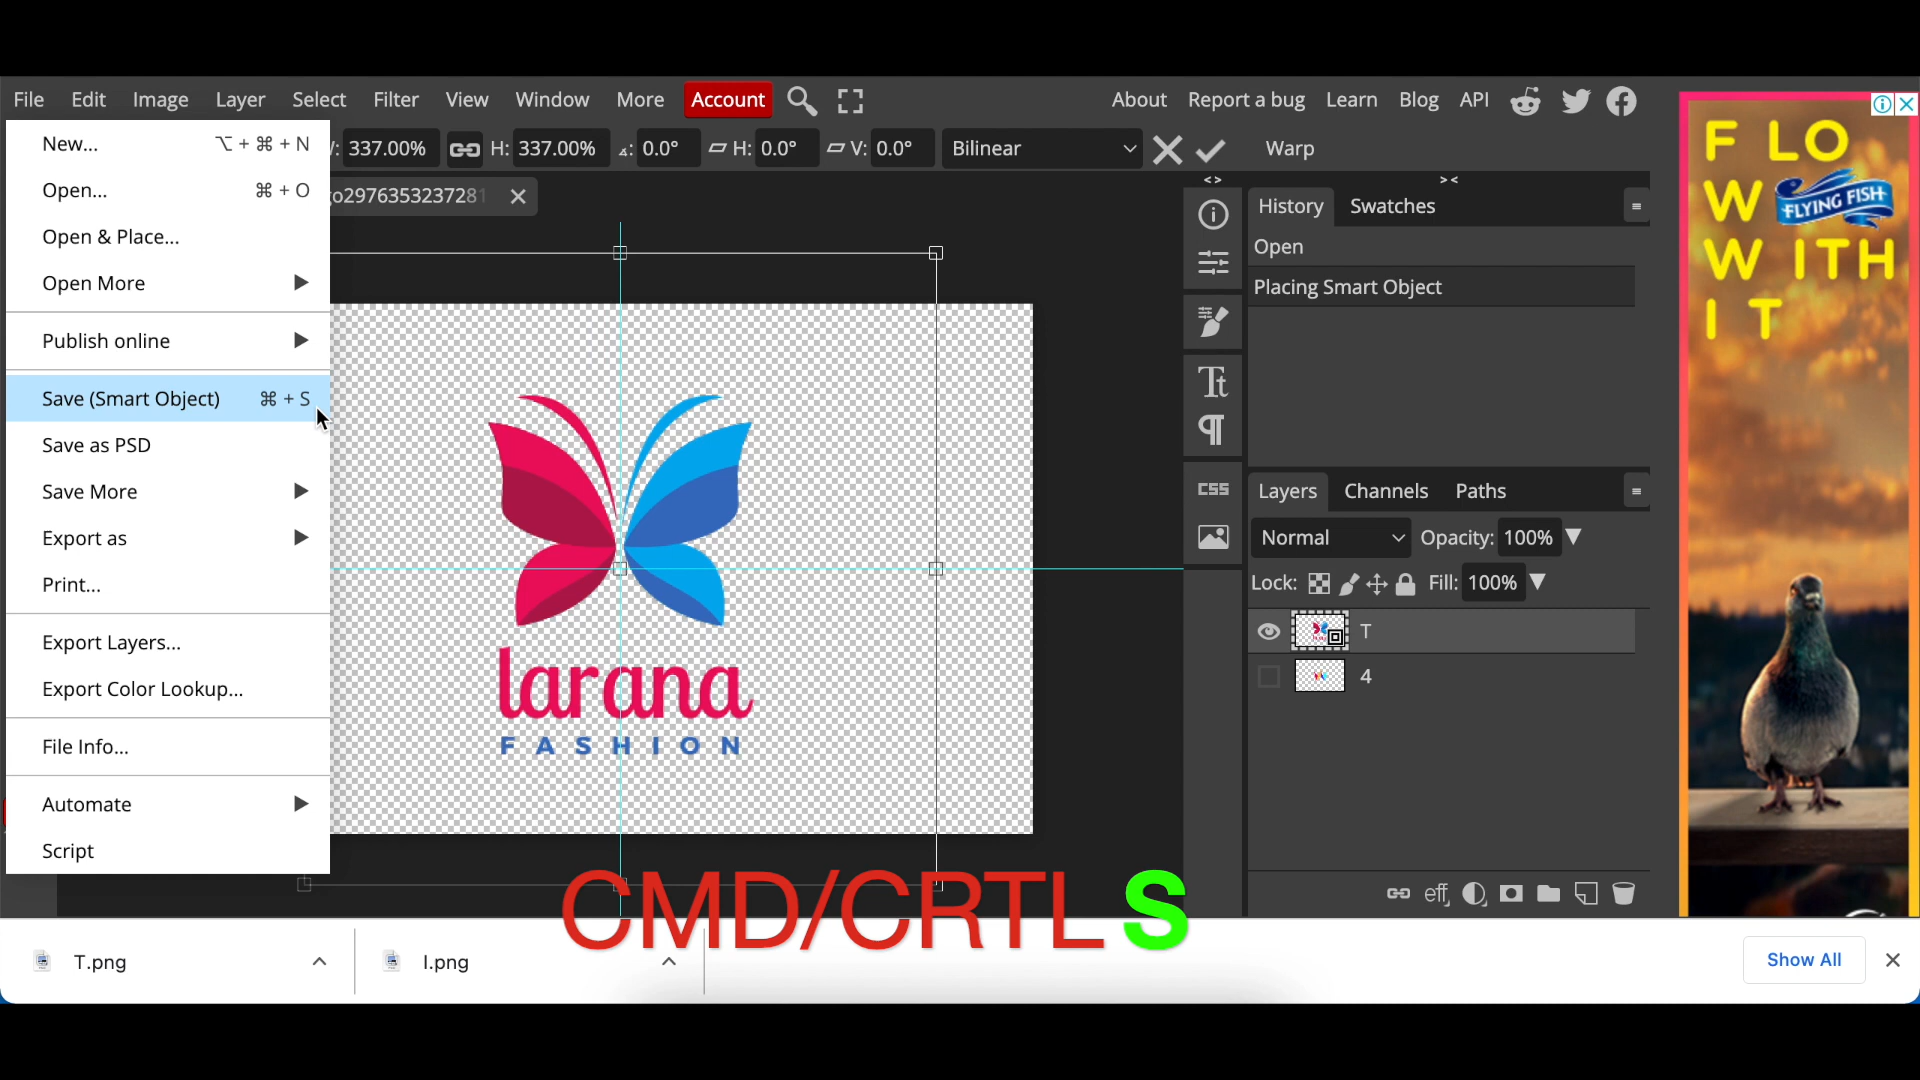 File Edit Image Layer Select Filter View Window More Account About Report a bug Learn Blog API
New... ⌥ + ⌘ + N
: 337.00% H: 337.00% : 0.0° H: 0.0° V: 0.0° Bilinear Warp
Open... ⌘ + O
o2976353237281
Open & Place...
Open More
Publish online
Save (Smart Object) ⌘ + S
Save as PSD
Save More
Export as
Print...
Export Layers...
Export Color Lookup...
File Info...
Automate
Script
larana
FASHION
< > > <
History Swatches
Open
Placing Smart Object
CSS
Layers Channels Paths
Normal Opacity: 100%
Lock: Fill: 100%
T
4
eff
FLO
W FLYING FISH
WITH
IT
CMD/CRTL S
T.png I.png Show All